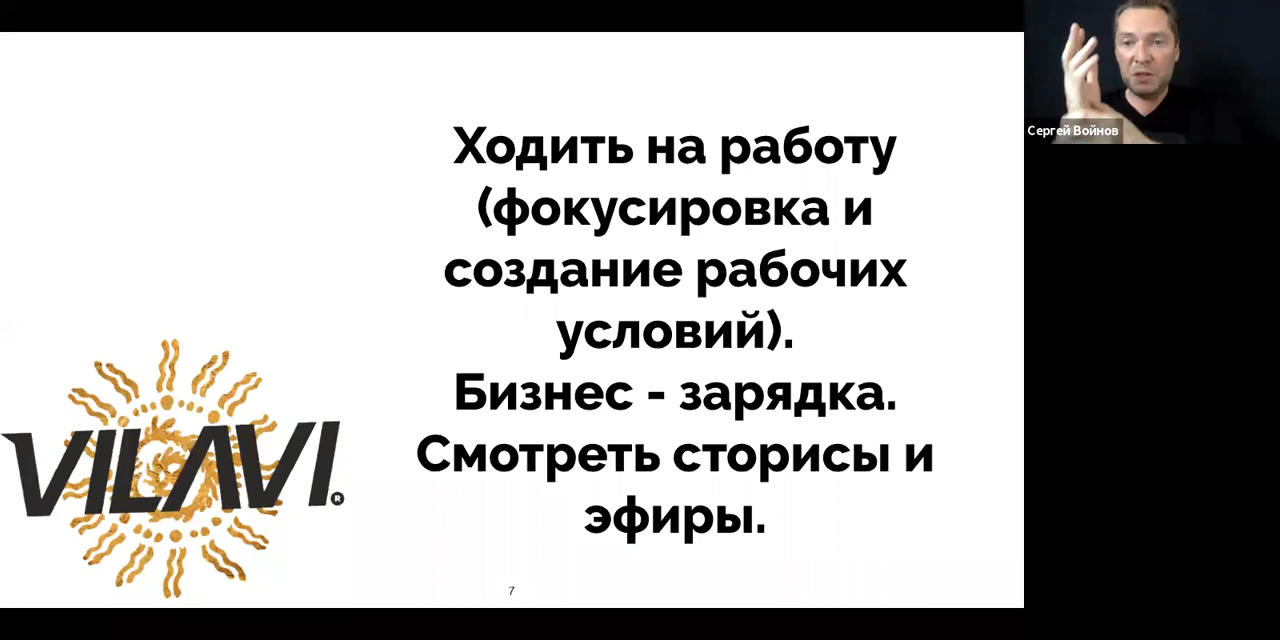 Ходить на работу
(фокусировка и
создание рабочих
условий).
Бизнес - зарядка.
Смотреть сторисы и
эфиры.
VILAVI®
7
Сергей Войнов